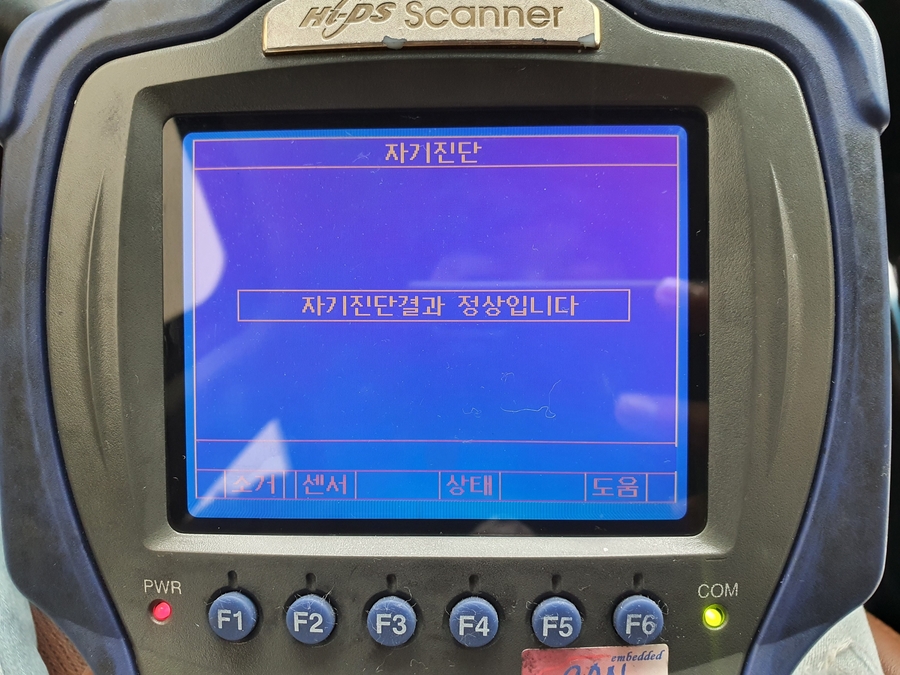 Hi-DS Scanner
자기진단
자기진단결과 정상입니다
소거 센서 상태 도움
PWR COM
F1 F2 F3 F4 F5 F6
embedded
CAN